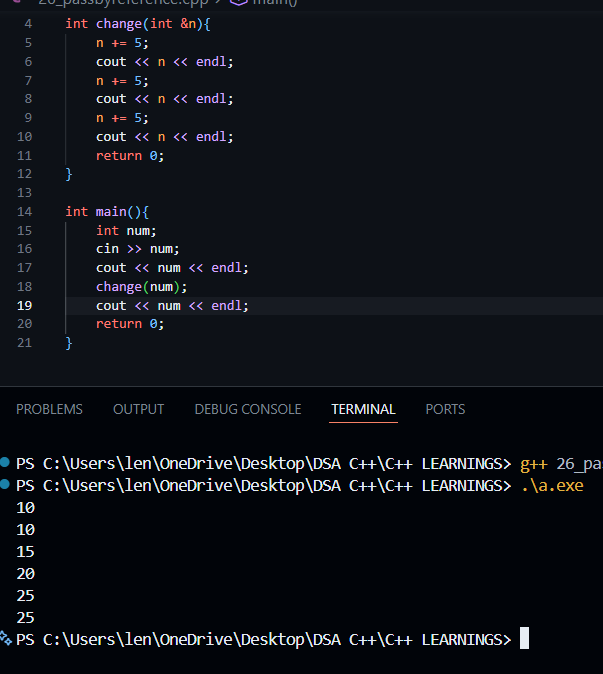 26_passbyreference.cpp > main()
4 int change(int &n){
5 n += 5;
6 cout << n << endl;
7 n += 5;
8 cout << n << endl;
9 n += 5;
10 cout << n << endl;
11 return 0;
12 }
13
14 int main(){
15 int num;
16 cin >> num;
17 cout << num << endl;
18 change(num);
19 cout << num << endl;
20 return 0;
21 }
PROBLEMS OUTPUT DEBUG CONSOLE TERMINAL PORTS
PS C:\Users\len\OneDrive\Desktop\DSA C++\C++ LEARNINGS> g++ 26_pas
PS C:\Users\len\OneDrive\Desktop\DSA C++\C++ LEARNINGS> .\a.exe
10
10
15
20
25
25
PS C:\Users\len\OneDrive\Desktop\DSA C++\C++ LEARNINGS>